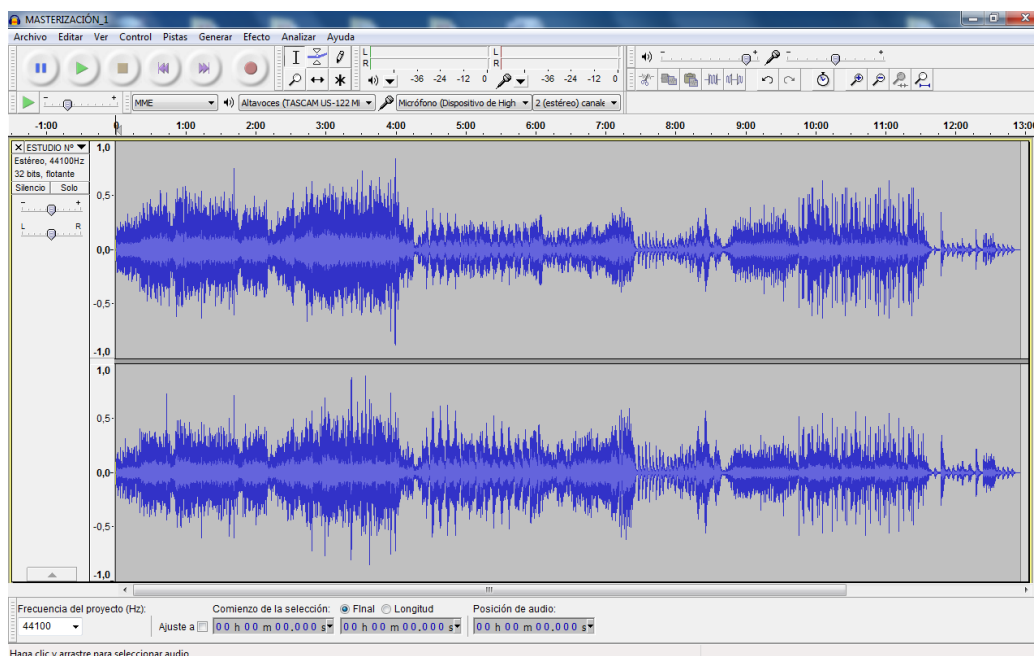 MASTERIZACIÓN_1
Archivo Editar Ver Control Pistas Generar Efecto Analizar Ayuda
L
R
L
R
-36 -24 -12 0
-36 -24 -12 0
MME
Altavoces (TASCAM US-122 MI
Micrófono (Dispositivo de High
2 (estéreo) canale
-1:00 0 1:00 2:00 3:00 4:00 5:00 6:00 7:00 8:00 9:00 10:00 11:00 12:00 13:00
X ESTUDIO Nº
Estéreo, 44100Hz
32 bits, flotante
Silencio Solo
- +
L R
1,0
0,5-
0,0-
-0,5-
-1,0
1,0
0,5-
0,0-
-0,5-
-1,0
Frecuencia del proyecto (Hz):
44100
Comienzo de la selección: Final Longitud
Posición de audio:
Ajuste a
00 h 00 m 00.000 s
00 h 00 m 00.000 s
00 h 00 m 00.000 s
Haga clic y arrastre para seleccionar audio